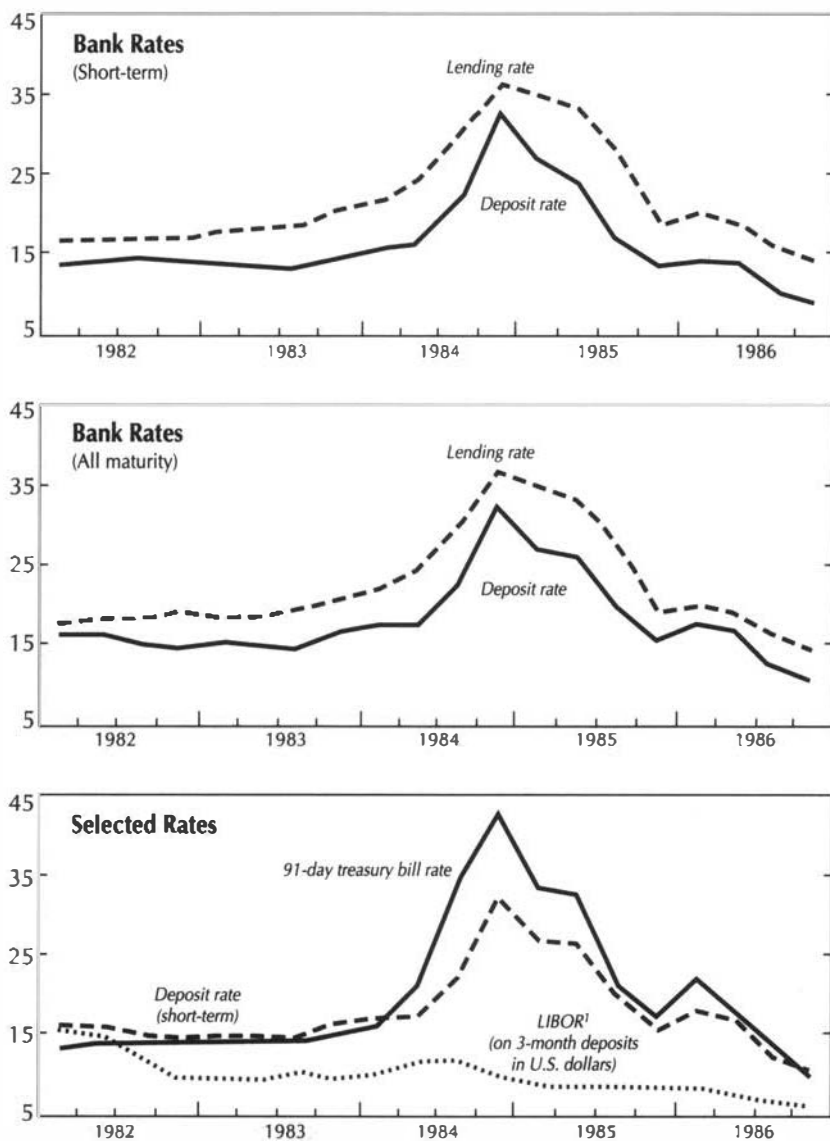 45
Bank Rates
(Short-term)
Lending rate
35
25
Deposit rate
15
5
1982 1983 1984 1985 1986
45
Bank Rates
(All maturity)
Lending rate
35
25
Deposit rate
15
5
1982 1983 1984 1985 1986
45
Selected Rates
91-day treasury bill rate
35
25
Deposit rate
(short-term)
LIBOR¹
(on 3-month deposits
in U.S. dollars)
15
5
1982 1983 1984 1985 1986